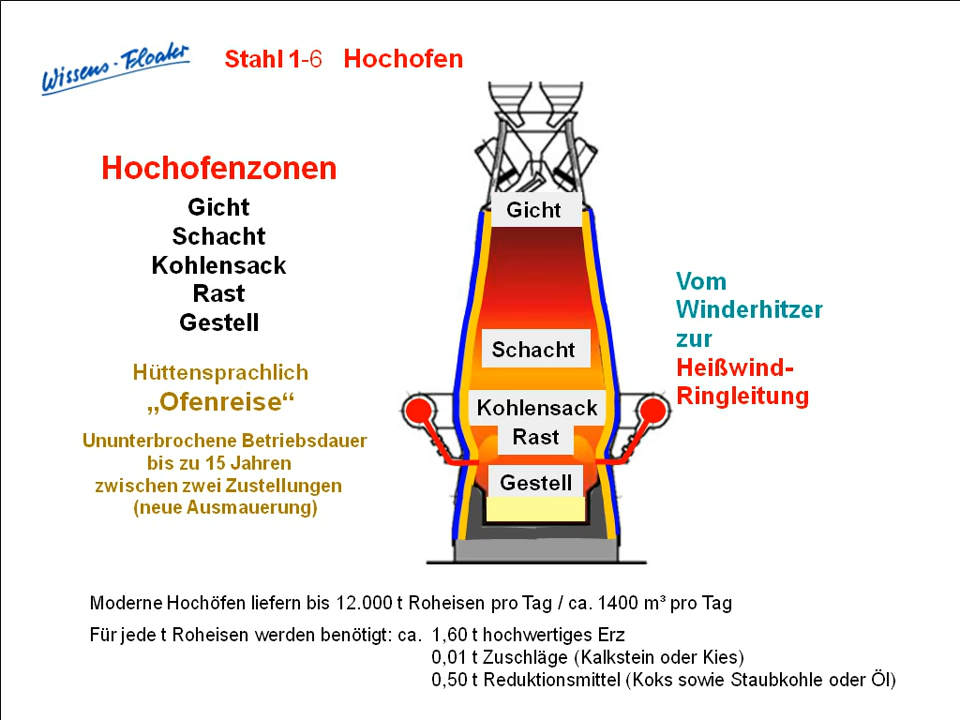 Wissens-Floater
Stahl 1-6 Hochofen
Hochofenzonen
Gicht
Schacht
Kohlensack
Rast
Gestell
Hüttensprachlich
„Ofenreise“
Ununterbrochene Betriebsdauer
bis zu 15 Jahren
zwischen zwei Zustellungen
(neue Ausmauerung)
Gicht
Schacht
Kohlensack
Rast
Gestell
Vom
Winderhitzer
zur
Heißwind-
Ringleitung
Moderne Hochöfen liefern bis 12.000 t Roheisen pro Tag / ca. 1400 m³ pro Tag
Für jede t Roheisen werden benötigt: ca. 1,60 t hochwertiges Erz
0,01 t Zuschläge (Kalkstein oder Kies)
0,50 t Reduktionsmittel (Koks sowie Staubkohle oder Öl)